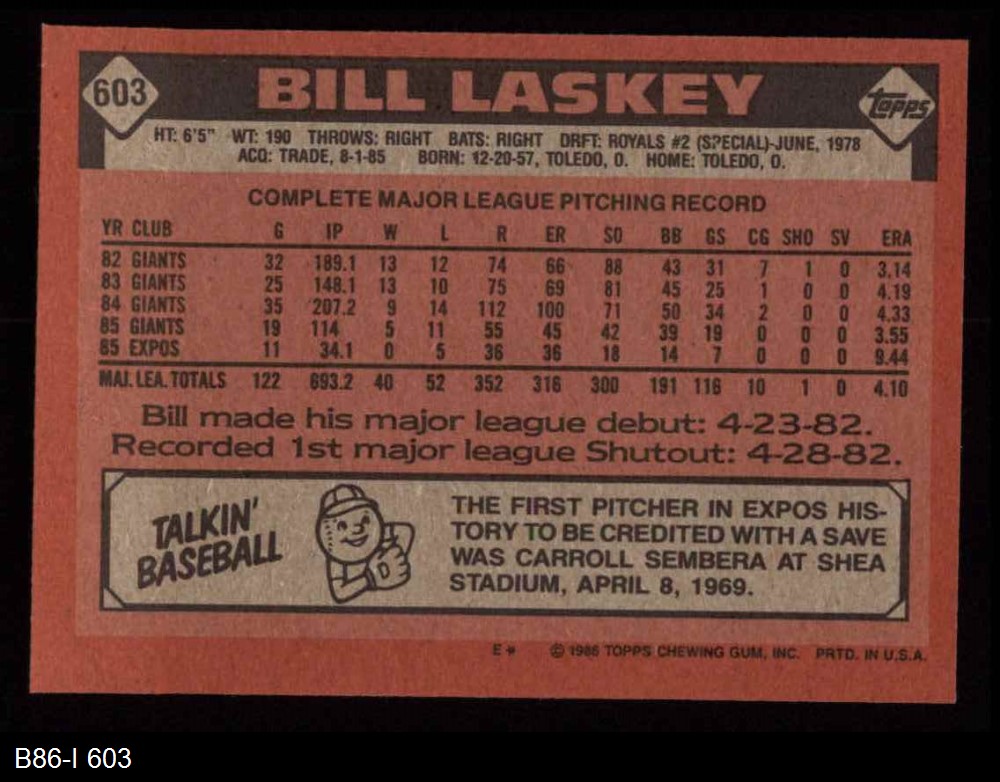 603
BILL LASKEY
topps
HT: 6'5" WT: 190 THROWS: RIGHT BATS: RIGHT DRFT: ROYALS #2 (SPECIAL)-JUNE, 1978
ACQ: TRADE, 8-1-85 BORN: 12-20-57, TOLEDO, O. HOME: TOLEDO, O.
COMPLETE MAJOR LEAGUE PITCHING RECORD
YR CLUB G IP W L R ER SO BB GS CG SHO SV ERA
82 GIANTS 32 189.1 13 12 74 66 88 43 31 7 1 0 3.14
83 GIANTS 25 148.1 13 10 75 69 81 45 25 1 0 0 4.19
84 GIANTS 35 207.2 9 14 112 100 71 50 34 2 0 0 4.33
85 GIANTS 19 114 5 11 55 45 42 39 19 0 0 0 3.55
85 EXPOS 11 34.1 0 5 36 36 18 14 7 0 0 0 9.44
MAJ. LEA. TOTALS 122 693.2 40 52 352 316 300 191 116 10 1 0 4.10
Bill made his major league debut: 4-23-82.
Recorded 1st major league Shutout: 4-28-82.
TALKIN'
BASEBALL
THE FIRST PITCHER IN EXPOS HIS-
TORY TO BE CREDITED WITH A SAVE
WAS CARROLL SEMBERA AT SHEA
STADIUM, APRIL 8, 1969.
E* © 1986 TOPPS CHEWING GUM, INC. PRTD. IN U.S.A.
B86-I 603